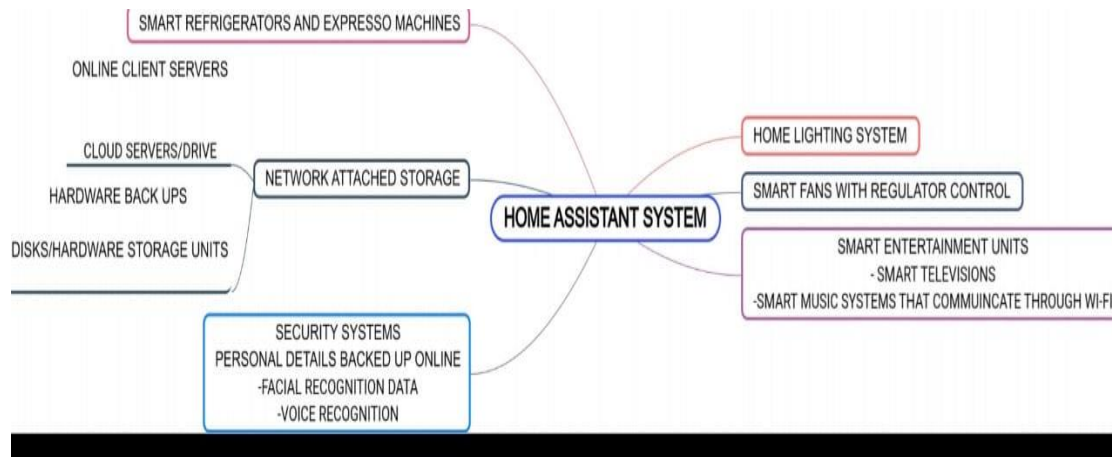 SMART REFRIGERATORS AND EXPRESSO MACHINES
ONLINE CLIENT SERVERS
CLOUD SERVERS/DRIVE
HARDWARE BACK UPS
DISKS/HARDWARE STORAGE UNITS
NETWORK ATTACHED STORAGE
HOME ASSISTANT SYSTEM
SECURITY SYSTEMS
PERSONAL DETAILS BACKED UP ONLINE
-FACIAL RECOGNITION DATA
-VOICE RECOGNITION
HOME LIGHTING SYSTEM
SMART FANS WITH REGULATOR CONTROL
SMART ENTERTAINMENT UNITS
- SMART TELEVISIONS
-SMART MUSIC SYSTEMS THAT COMMUINCATE THROUGH WI-FI